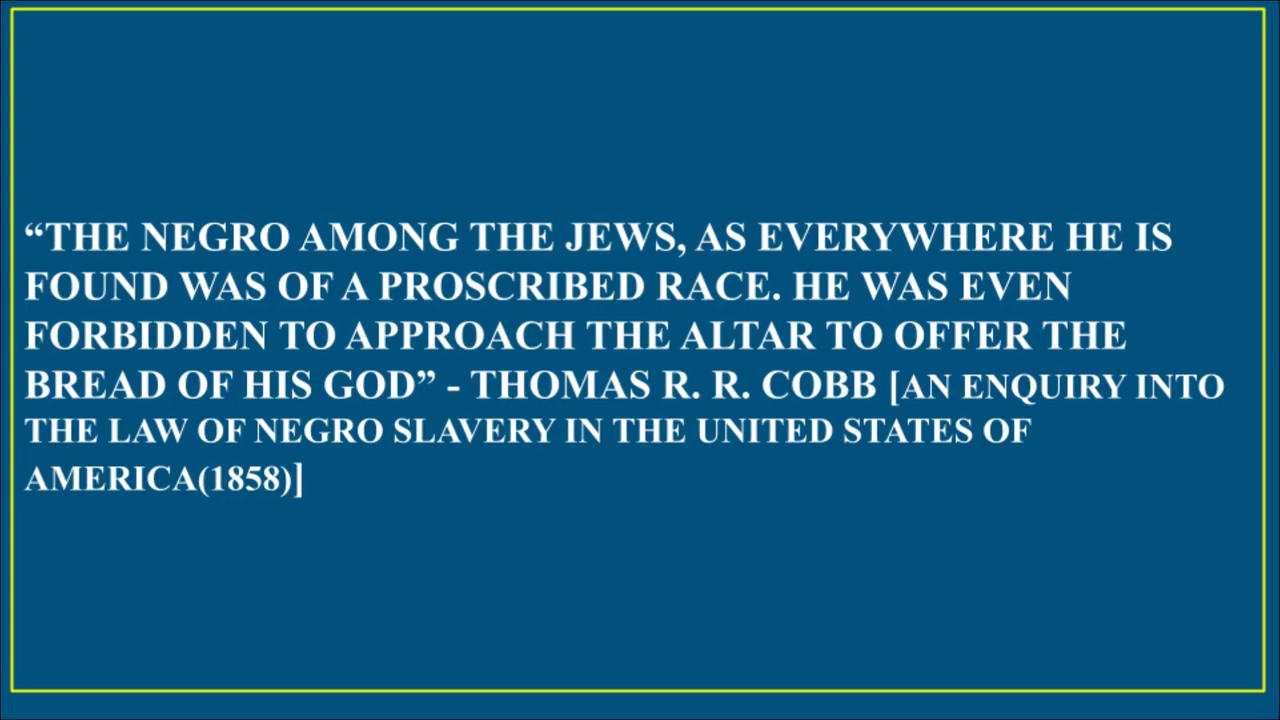 “THE NEGRO AMONG THE JEWS, AS EVERYWHERE HE IS
FOUND WAS OF A PROSCRIBED RACE. HE WAS EVEN
FORBIDDEN TO APPROACH THE ALTAR TO OFFER THE
BREAD OF HIS GOD” - THOMAS R. R. COBB [AN ENQUIRY INTO
THE LAW OF NEGRO SLAVERY IN THE UNITED STATES OF
AMERICA(1858)]